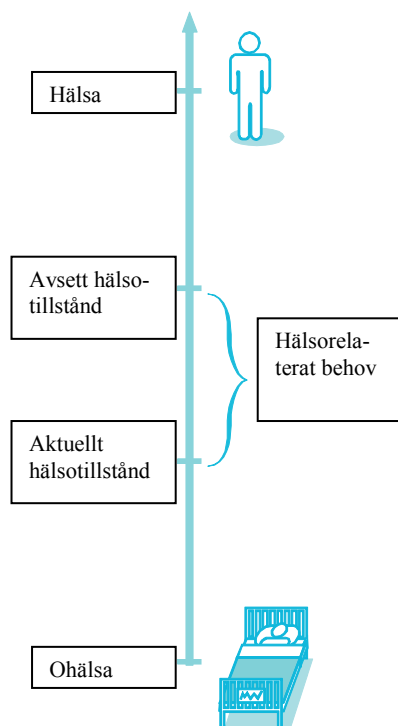 Hälsa
Avsett hälso-
tillstånd
Hälsorela-
terat behov
Aktuellt
hälsotillstånd
Ohälsa